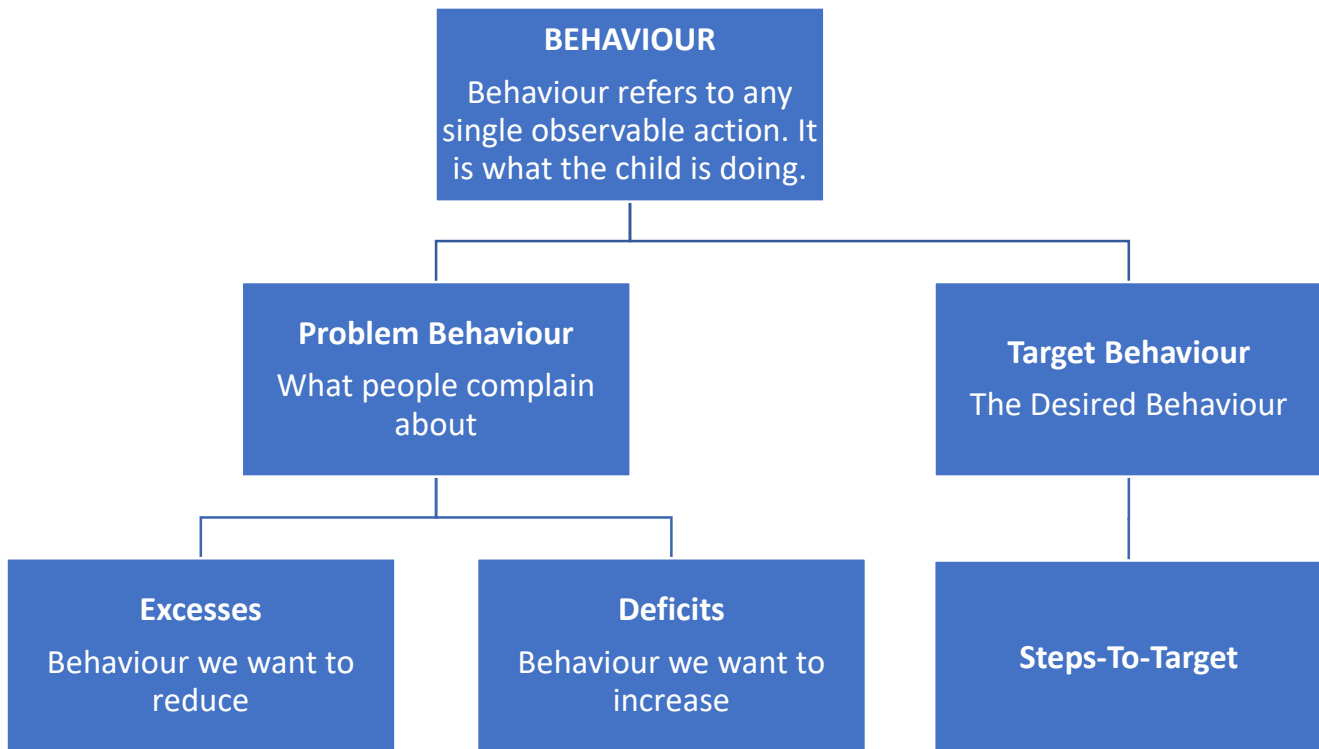 BEHAVIOUR
Behaviour refers to any
single observable action. It
is what the child is doing.
Problem Behaviour
What people complain
about
Target Behaviour
The Desired Behaviour
Excesses
Behaviour we want to
reduce
Deficits
Behaviour we want to
increase
Steps-To-Target